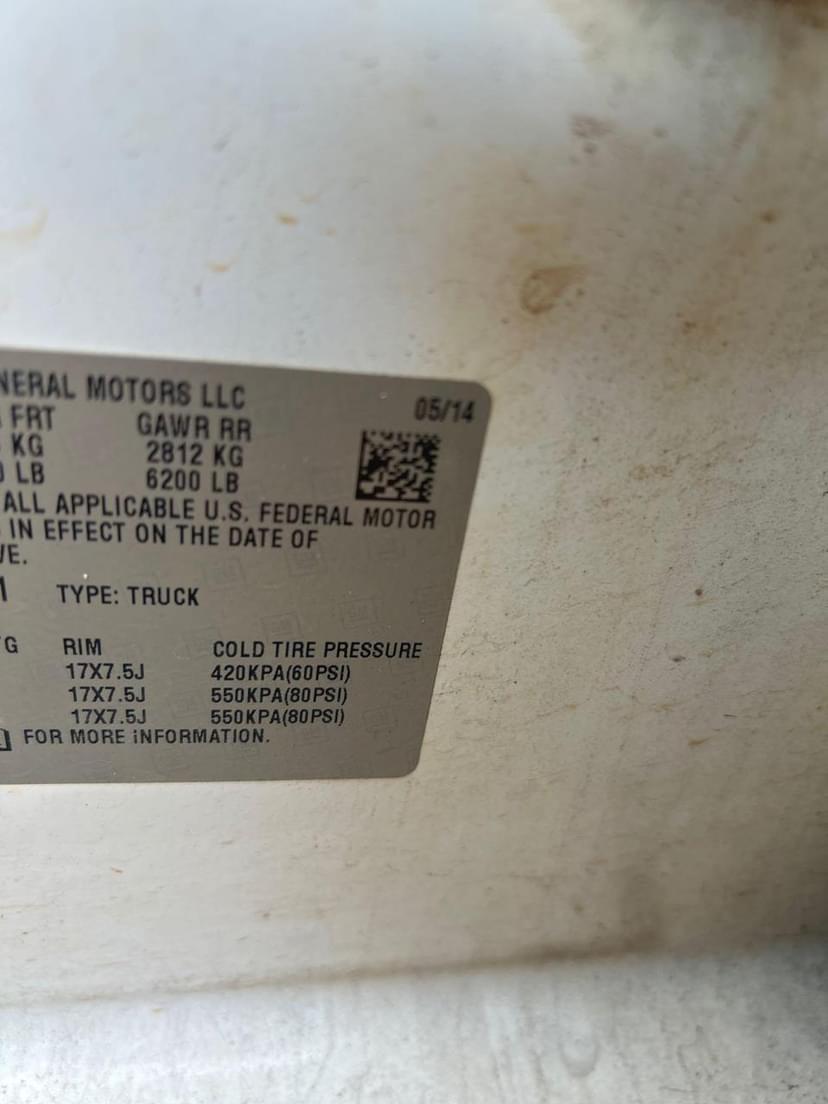 NERAL MOTORS LLC 05/14
FRT GAWR RR
KG 2812 KG
LB 6200 LB
ALL APPLICABLE U.S. FEDERAL MOTOR
IN EFFECT ON THE DATE OF
VE.
TYPE: TRUCK
RIM COLD TIRE PRESSURE
17X7.5J 420KPA(60PSI)
17X7.5J 550KPA(80PSI)
17X7.5J 550KPA(80PSI)
FOR MORE INFORMATION.